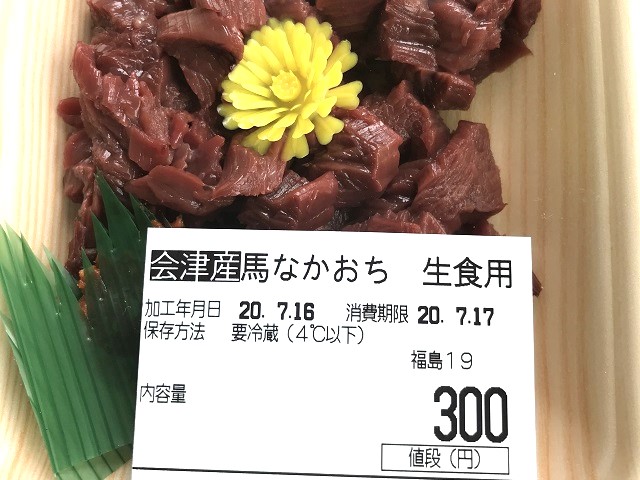 会津産馬なかおち 生食用
加工年月日 20. 7.16 消費期限 20. 7.17
保存方法 要冷蔵(4℃以下)
福島19
内容量 300
値段(円)